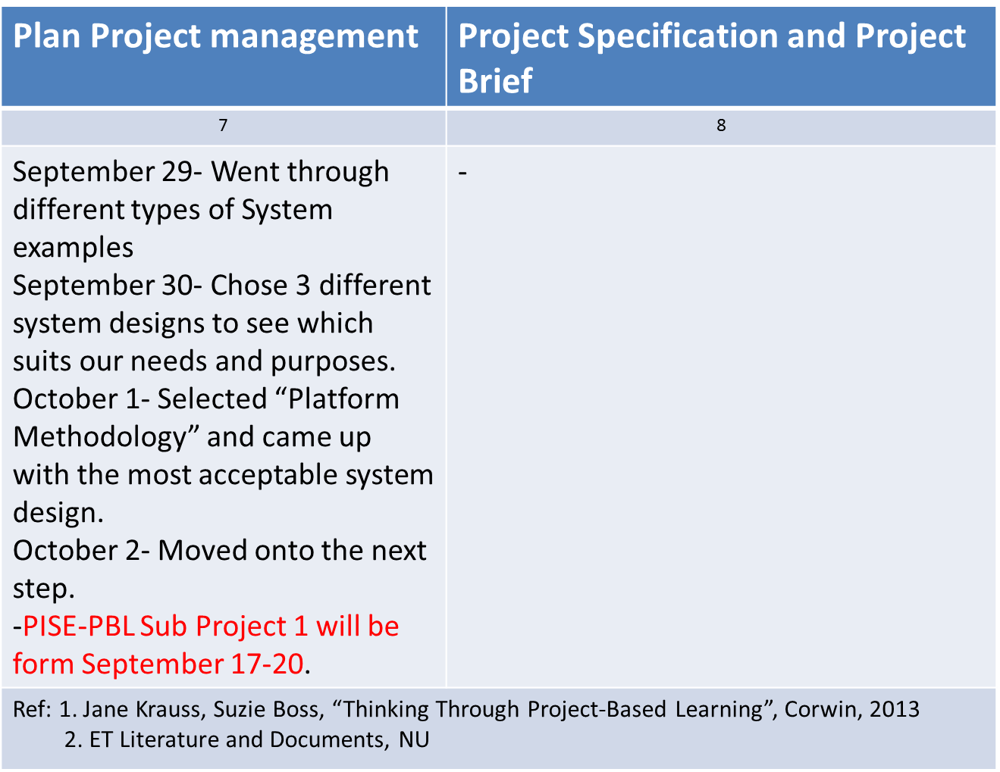 Plan Project management
Project Specification and Project
Brief
7
8
September 29- Went through
different types of System
examples
September 30- Chose 3 different
system designs to see which
suits our needs and purposes.
October 1- Selected “Platform
Methodology” and came up
with the most acceptable system
design.
October 2- Moved onto the next
step.
-PISE-PBL Sub Project 1 will be
form September 17-20.
-
Ref: 1. Jane Krauss, Suzie Boss, “Thinking Through Project-Based Learning”, Corwin, 2013
2. ET Literature and Documents, NU